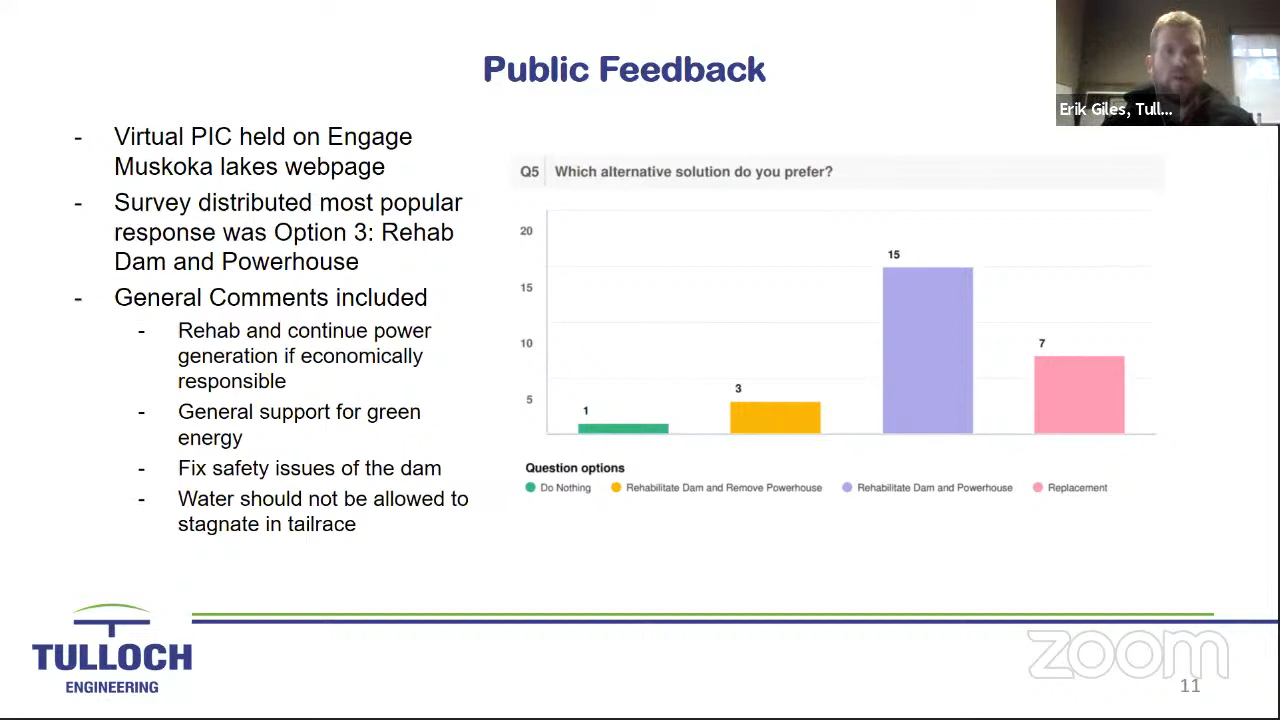 Public Feedback
Erik Giles, Tull...
- Virtual PIC held on Engage
Muskoka lakes webpage
- Survey distributed most popular
response was Option 3: Rehab
Dam and Powerhouse
- General Comments included
- Rehab and continue power
generation if economically
responsible
- General support for green
energy
- Fix safety issues of the dam
- Water should not be allowed to
stagnate in tailrace
Q5 Which alternative solution do you prefer?
20
15
10
5
1
3
15
7
Question options
Do Nothing Rehabilitate Dam and Remove Powerhouse Rehabilitate Dam and Powerhouse Replacement
TULLOCH
ENGINEERING
zoom
11